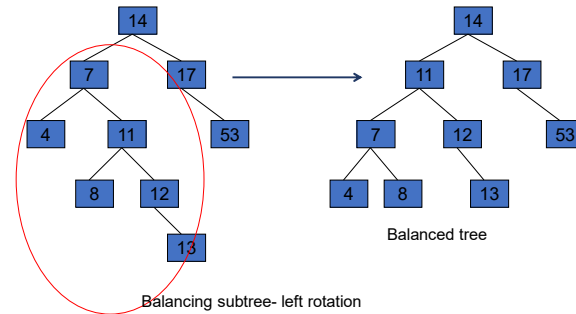 14 14
7 17 11 17
4 11 53 7 12 53
8 12 4 8 13
13
Balanced tree
Balancing subtree- left rotation